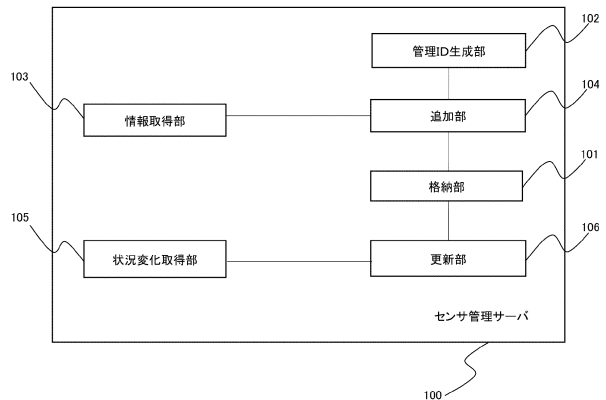 102
管理ID生成部
103
104
情報取得部
追加部
101
格納部
105
106
状況変化取得部
更新部
センサ管理サーバ
100